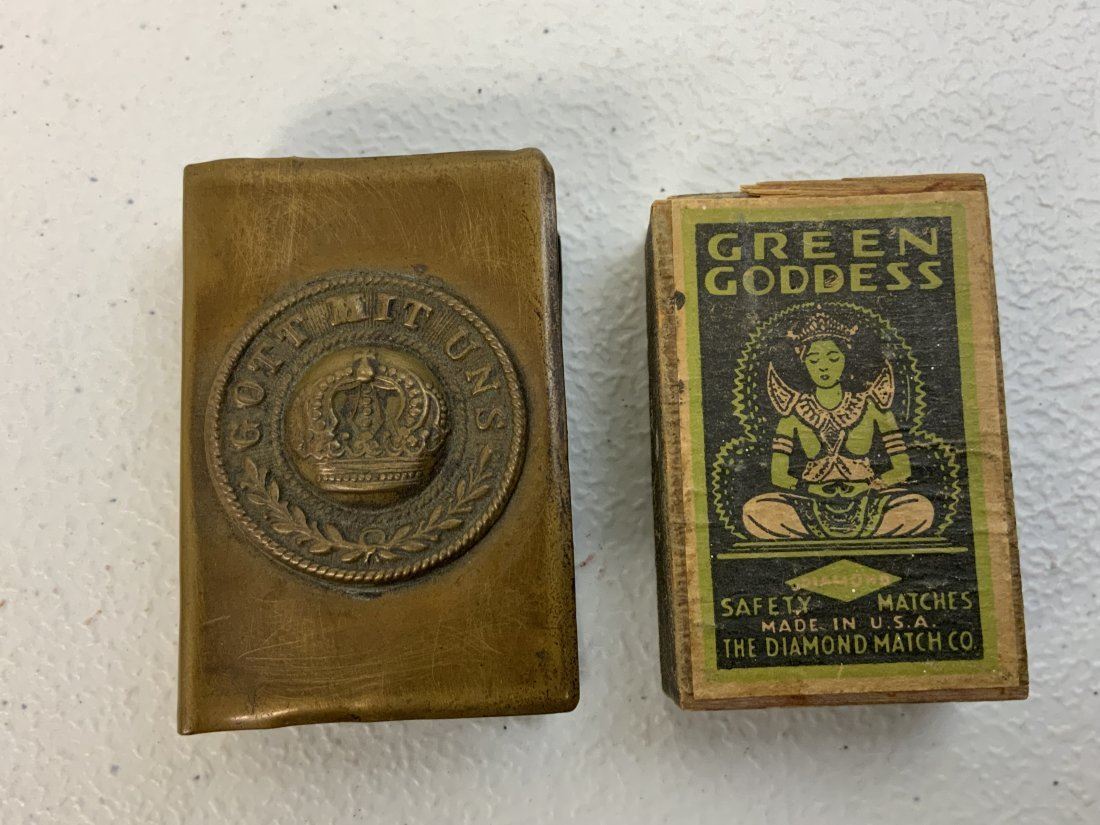 GOTT MIT UNS
GREEN
GODDESS
DIAMOND
SAFETY MATCHES
MADE IN U.S.A.
THE DIAMOND MATCH CO.